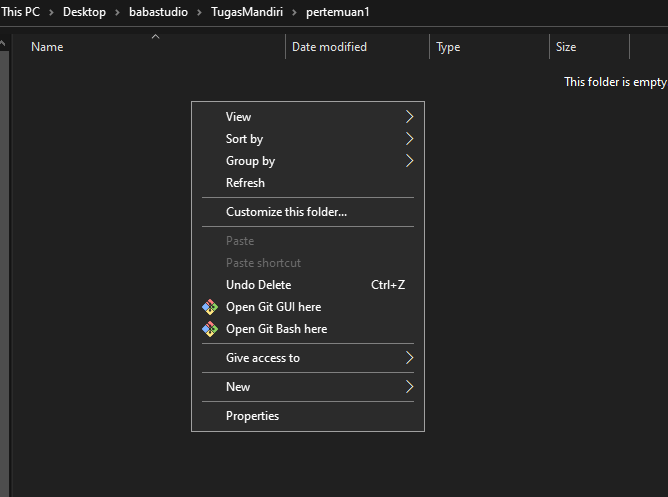 This PC > Desktop > babastudio > TugasMandiri > pertemuan1
Name Date modified Type Size
This folder is empty
View
Sort by
Group by
Refresh
Customize this folder...
Paste
Paste shortcut
Undo Delete Ctrl+Z
Open Git GUI here
Open Git Bash here
Give access to
New
Properties